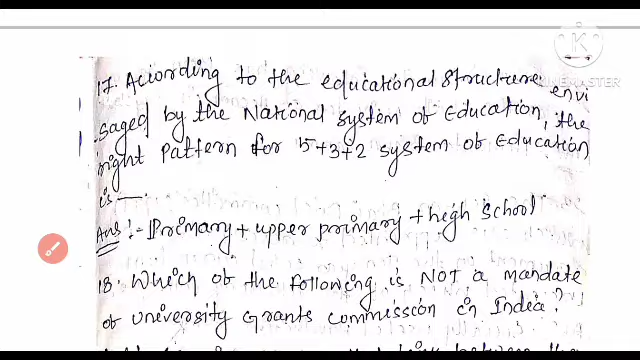 K
KINEMASTER
17. According to the educational structure envi
saged by the National system of Education, the
right pattern for 5+3+2 system of Education
is —
Ans :- Primary + upper primary + high school
18. Which of the following is NOT a mandate
of university Grants commission in India?